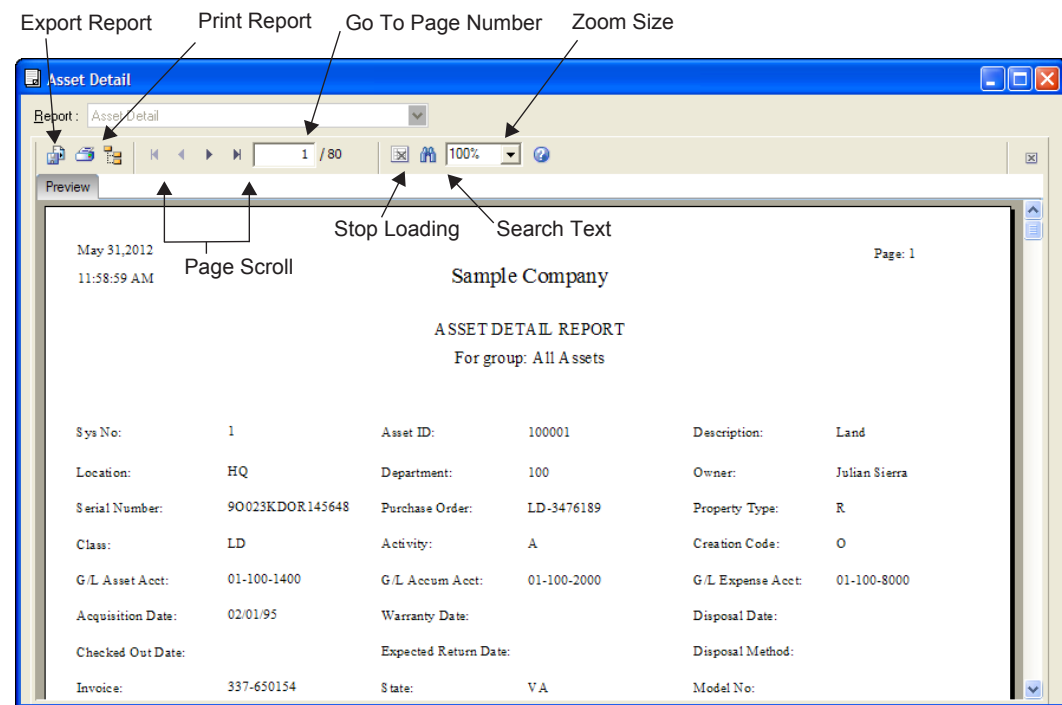 Export Report Print Report Go To Page Number Zoom Size
Asset Detail
Report: Asset Detail
1 / 80 100%
Preview
Stop Loading Search Text
Page Scroll
May 31,2012 Page: 1
11:58:59 AM Sample Company
ASSET DETAIL REPORT
For group: All Assets
Sys No: 1 Asset ID: 100001 Description: Land
Location: HQ Department: 100 Owner: Julian Sierra
Serial Number: 9O023KDOR145648 Purchase Order: LD-3476189 Property Type: R
Class: LD Activity: A Creation Code: O
G/L Asset Acct: 01-100-1400 G/L Accum Acct: 01-100-2000 G/L Expense Acct: 01-100-8000
Acquisition Date: 02/01/95 Warranty Date: Disposal Date:
Checked Out Date: Expected Return Date: Disposal Method:
Invoice: 337-650154 State: VA Model No: